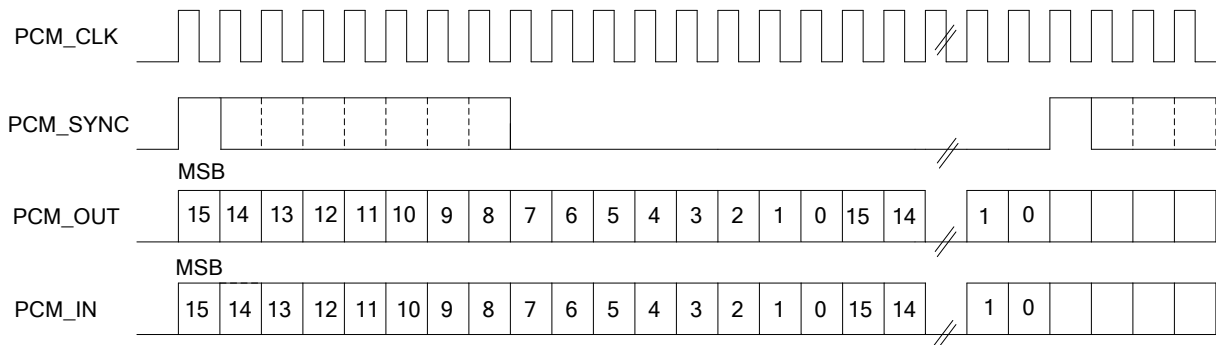 PCM_CLK
PCM_SYNC
MSB
PCM_OUT 15 14 13 12 11 10 9 8 7 6 5 4 3 2 1 0 15 14 1 0
MSB
PCM_IN 15 14 13 12 11 10 9 8 7 6 5 4 3 2 1 0 15 14 1 0